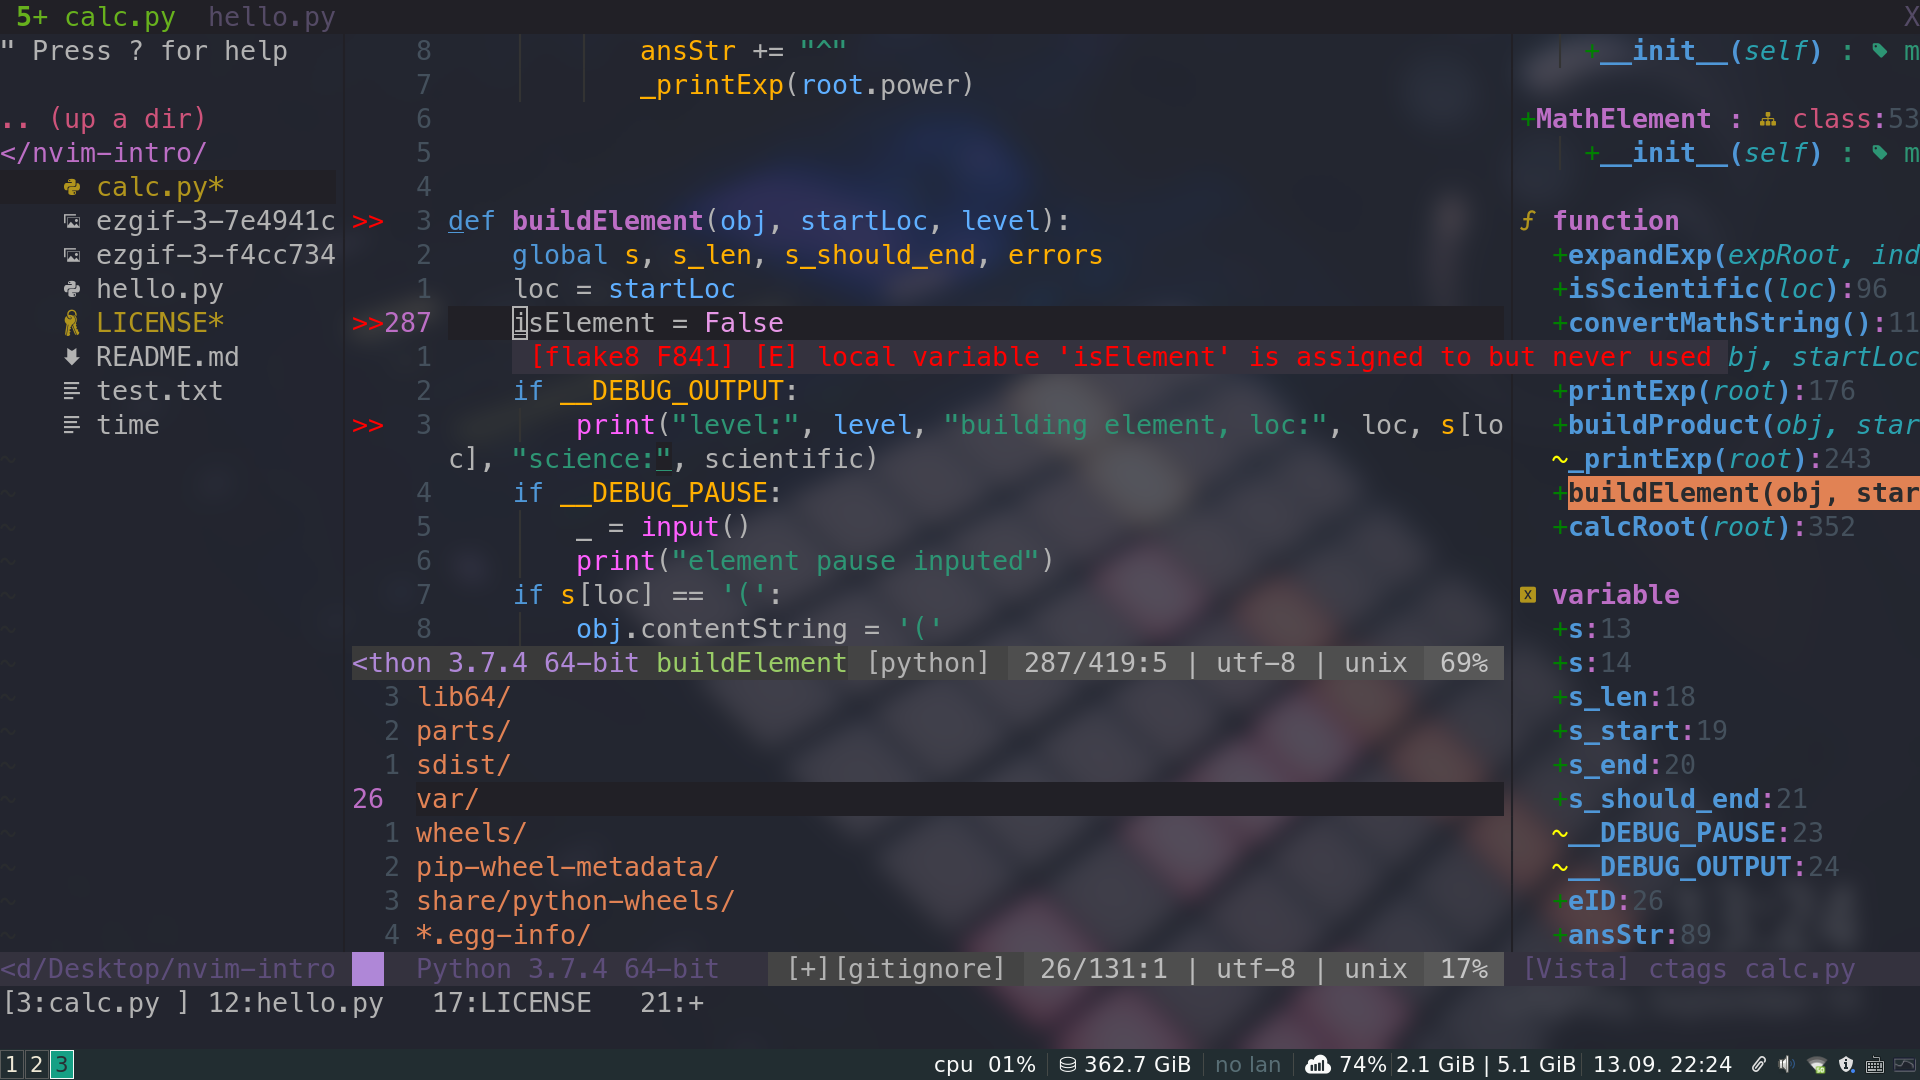 5+ calc.py  hello.py  X
" Press ? for help
.. (up a dir)
</nvim-intro/
calc.py*
ezgif-3-7e4941c
ezgif-3-f4cc734
hello.py
LICENSE*
README.md
test.txt
time
8 ansStr += "^"
7 _printExp(root.power)
6
5
4
>> 3 def buildElement(obj, startLoc, level):
2 global s, s_len, s_should_end, errors
1 loc = startLoc
>>287 isElement = False
1 [flake8 F841] [E] local variable 'isElement' is assigned to but never used
2 if __DEBUG_OUTPUT:
>> 3 print("level:", level, "building element, loc:", loc, s[lo
c], "science:", scientific)
4 if __DEBUG_PAUSE:
5 _ = input()
6 print("element pause inputed")
7 if s[loc] == '(':
8 obj.contentString = '('
<thon 3.7.4 64-bit buildElement [python] 287/419:5 | utf-8 | unix 69%
3 lib64/
2 parts/
1 sdist/
26 var/
1 wheels/
2 pip-wheel-metadata/
3 share/python-wheels/
4 *.egg-info/
+__init__(self) : m
+MathElement : class:53
+__init__(self) : m
f function
+expandExp(expRoot, ind
+isScientific(loc):96
+convertMathString():11
bj, startLoc
+printExp(root):176
+buildProduct(obj, star
~_printExp(root):243
+buildElement(obj, star
+calcRoot(root):352
x variable
+s:13
+s:14
+s_len:18
+s_start:19
+s_end:20
+s_should_end:21
~__DEBUG_PAUSE:23
~__DEBUG_OUTPUT:24
+eID:26
+ansStr:89
<d/Desktop/nvim-intro  Python 3.7.4 64-bit  [+][gitignore]  26/131:1 | utf-8 | unix  17%  [Vista] ctags calc.py
[3:calc.py ] 12:hello.py  17:LICENSE  21:+
1 2 3  cpu 01%  362.7 GiB  no lan  74%  2.1 GiB | 5.1 GiB  13.09. 22:24